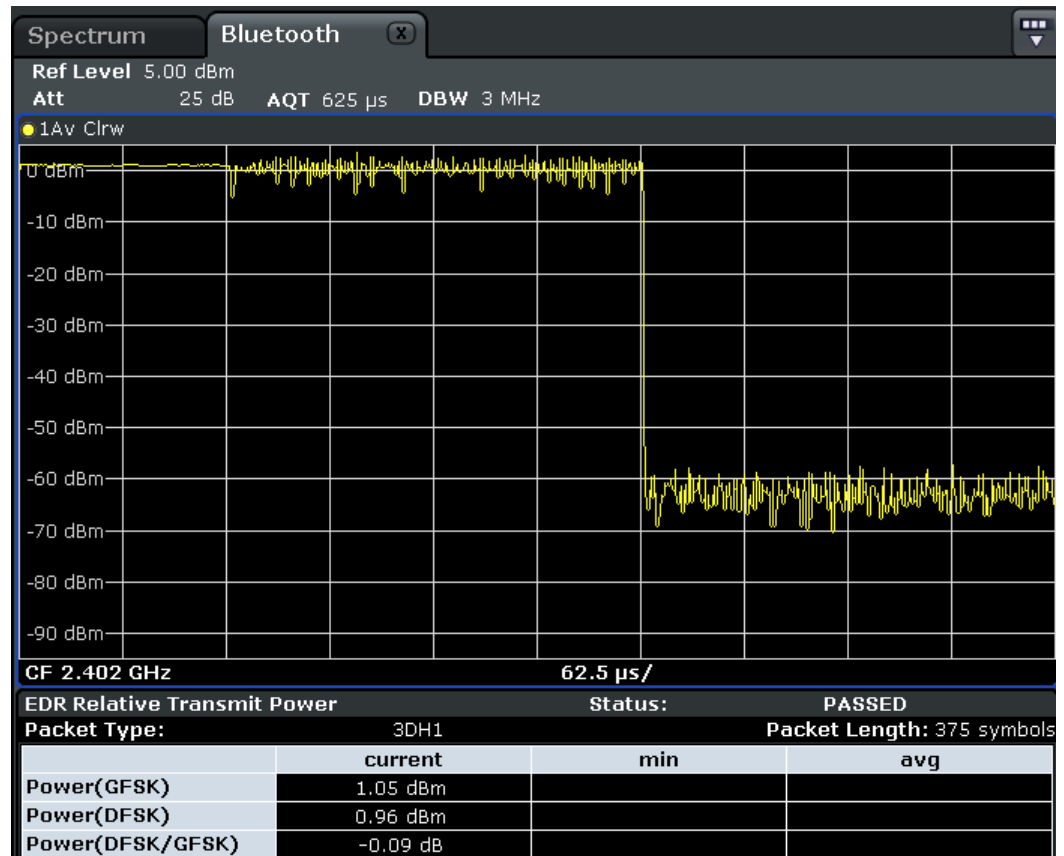 Spectrum Bluetooth X
Ref Level 5.00 dBm
Att 25 dB AQT 625 µs DBW 3 MHz
1Av Clrw
0 dBm
-10 dBm
-20 dBm
-30 dBm
-40 dBm
-50 dBm
-60 dBm
-70 dBm
-80 dBm
-90 dBm
CF 2.402 GHz 62.5 µs/
EDR Relative Transmit Power Status: PASSED
Packet Type: 3DH1 Packet Length: 375 symbols
current min avg
Power(GFSK) 1.05 dBm
Power(DFSK) 0.96 dBm
Power(DFSK/GFSK) -0.09 dB